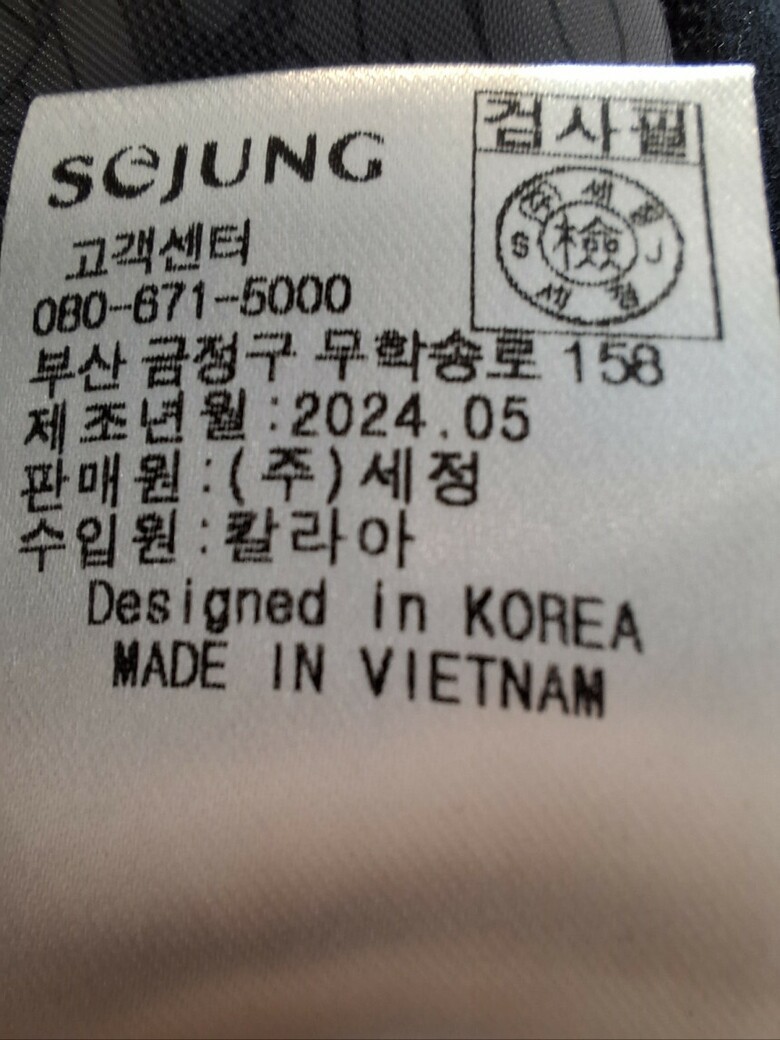 SeJUNG
검사필
檢
S
J
고객센터
080-671-5000
부산 금정구 무학송로 158
제조년월:2024.05
판매원:(주)세정
수입원:칼라아
Designed in KOREA
MADE IN VIETNAM